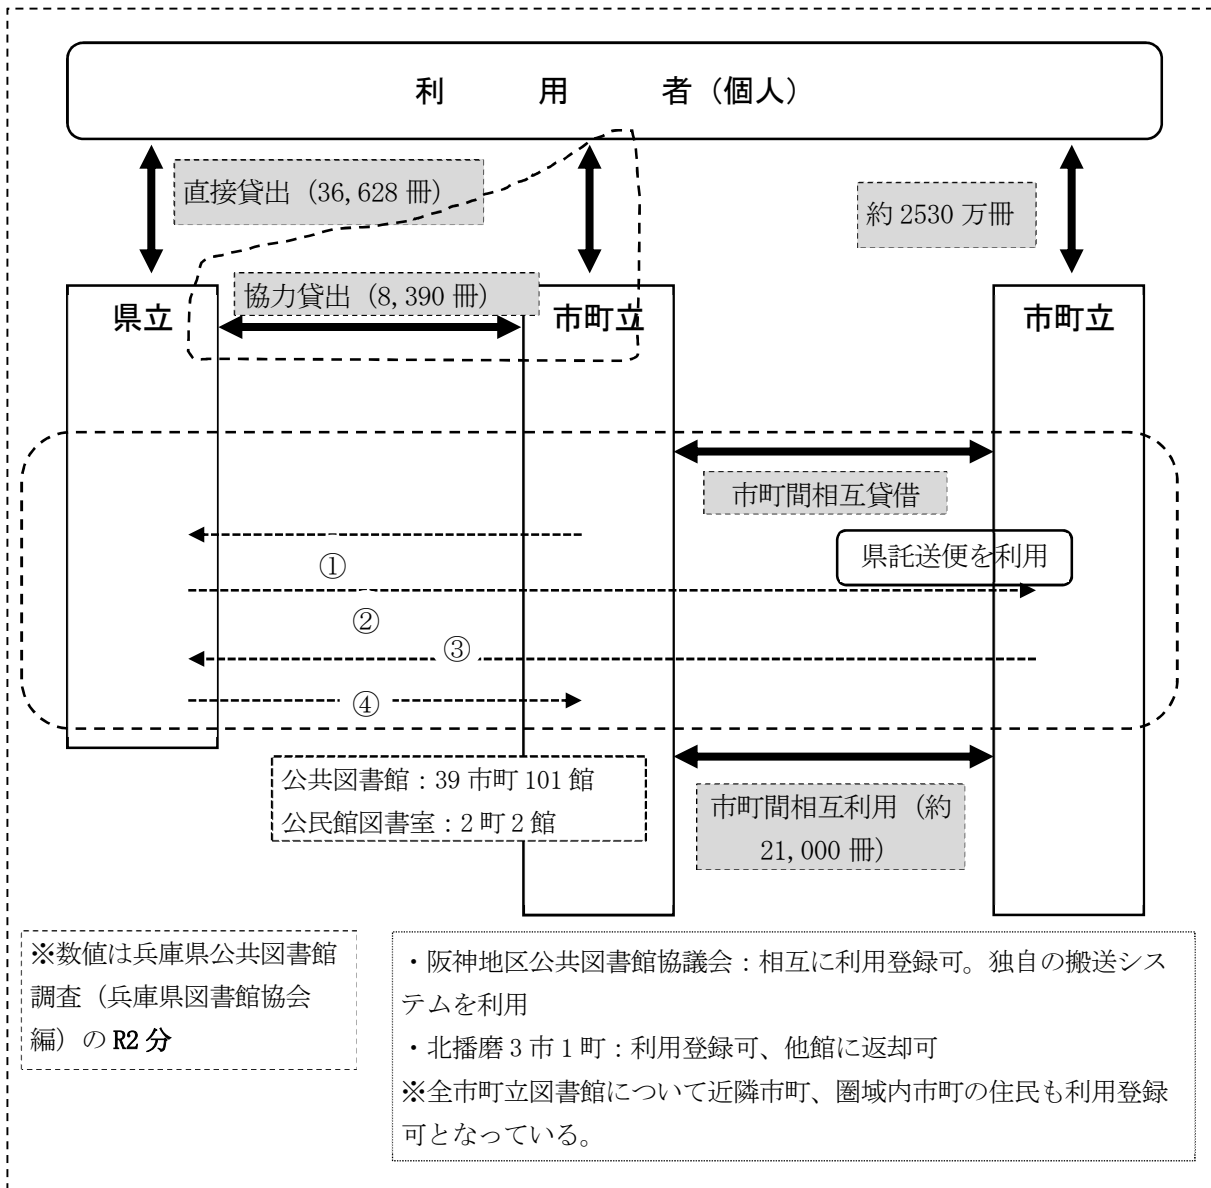 利用者（個人）
直接貸出（36,628 冊）
約 2530 万冊
協力貸出（8,390 冊）
県立
市町立
市町立
市町間相互貸借
県託送便を利用
①
②
③
④
公共図書館：39 市町 101 館
公民館図書室：2 町 2 館
市町間相互利用（約
21,000 冊）
※数値は兵庫県公共図書館
調査（兵庫県図書館協会
編）の R2 分
・阪神地区公共図書館協議会：相互に利用登録可。独自の搬送シス
テムを利用
・北播磨 3 市 1 町：利用登録可、他館に返却可
※全市町立図書館について近隣市町、圏域内市町の住民も利用登録
可となっている。